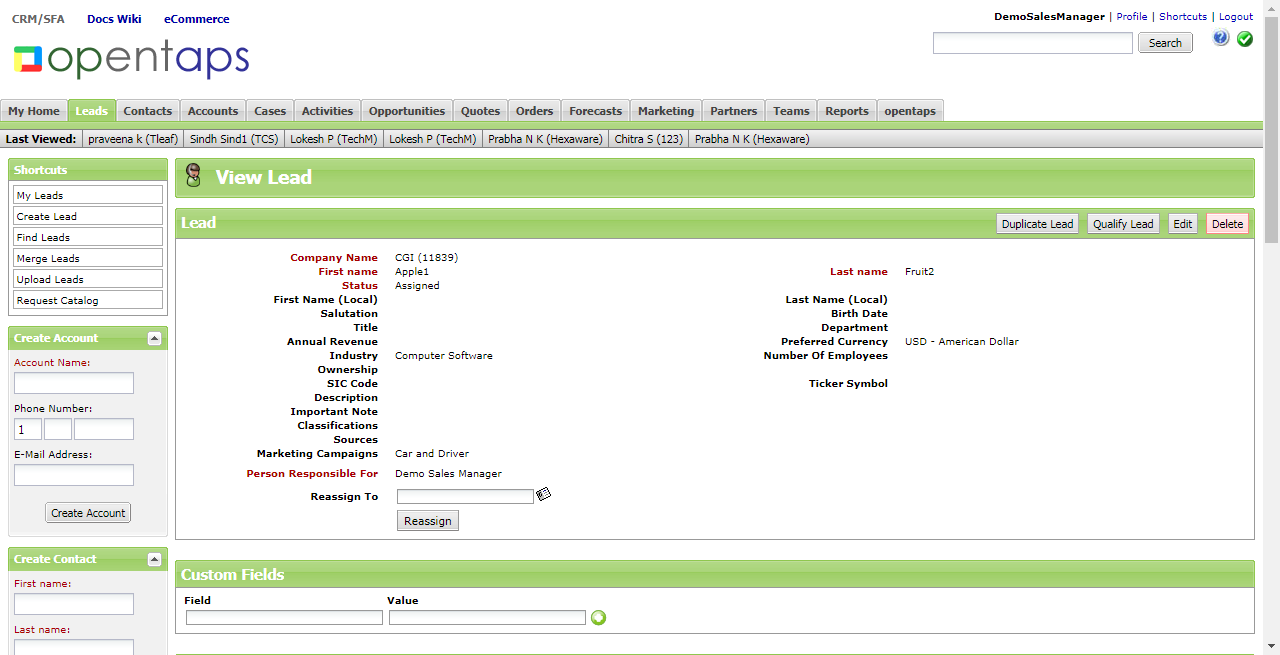 CRM/SFA Docs Wiki eCommerce
DemoSalesManager | Profile | Shortcuts | Logout
opentaps
Search
My Home Leads Contacts Accounts Cases Activities Opportunities Quotes Orders Forecasts Marketing Partners Teams Reports opentaps
Last Viewed: praveena k (Tleaf) Sindh Sind1 (TCS) Lokesh P (TechM) Lokesh P (TechM) Prabha N K (Hexaware) Chitra S (123) Prabha N K (Hexaware)
Shortcuts
My Leads
Create Lead
Find Leads
Merge Leads
Upload Leads
Request Catalog
Create Account
Account Name:
Phone Number:
1
E-Mail Address:
Create Account
Create Contact
First name:
Last name:
View Lead
Lead
Duplicate Lead Qualify Lead Edit Delete
Company Name CGI (11839)
First name Apple1 Last name Fruit2
Status Assigned
First Name (Local) Last Name (Local)
Salutation Birth Date
Title Department
Annual Revenue Preferred Currency USD - American Dollar
Industry Computer Software Number Of Employees
Ownership
SIC Code Ticker Symbol
Description
Important Note
Classifications
Sources
Marketing Campaigns Car and Driver
Person Responsible For Demo Sales Manager
Reassign To
Reassign
Custom Fields
Field Value